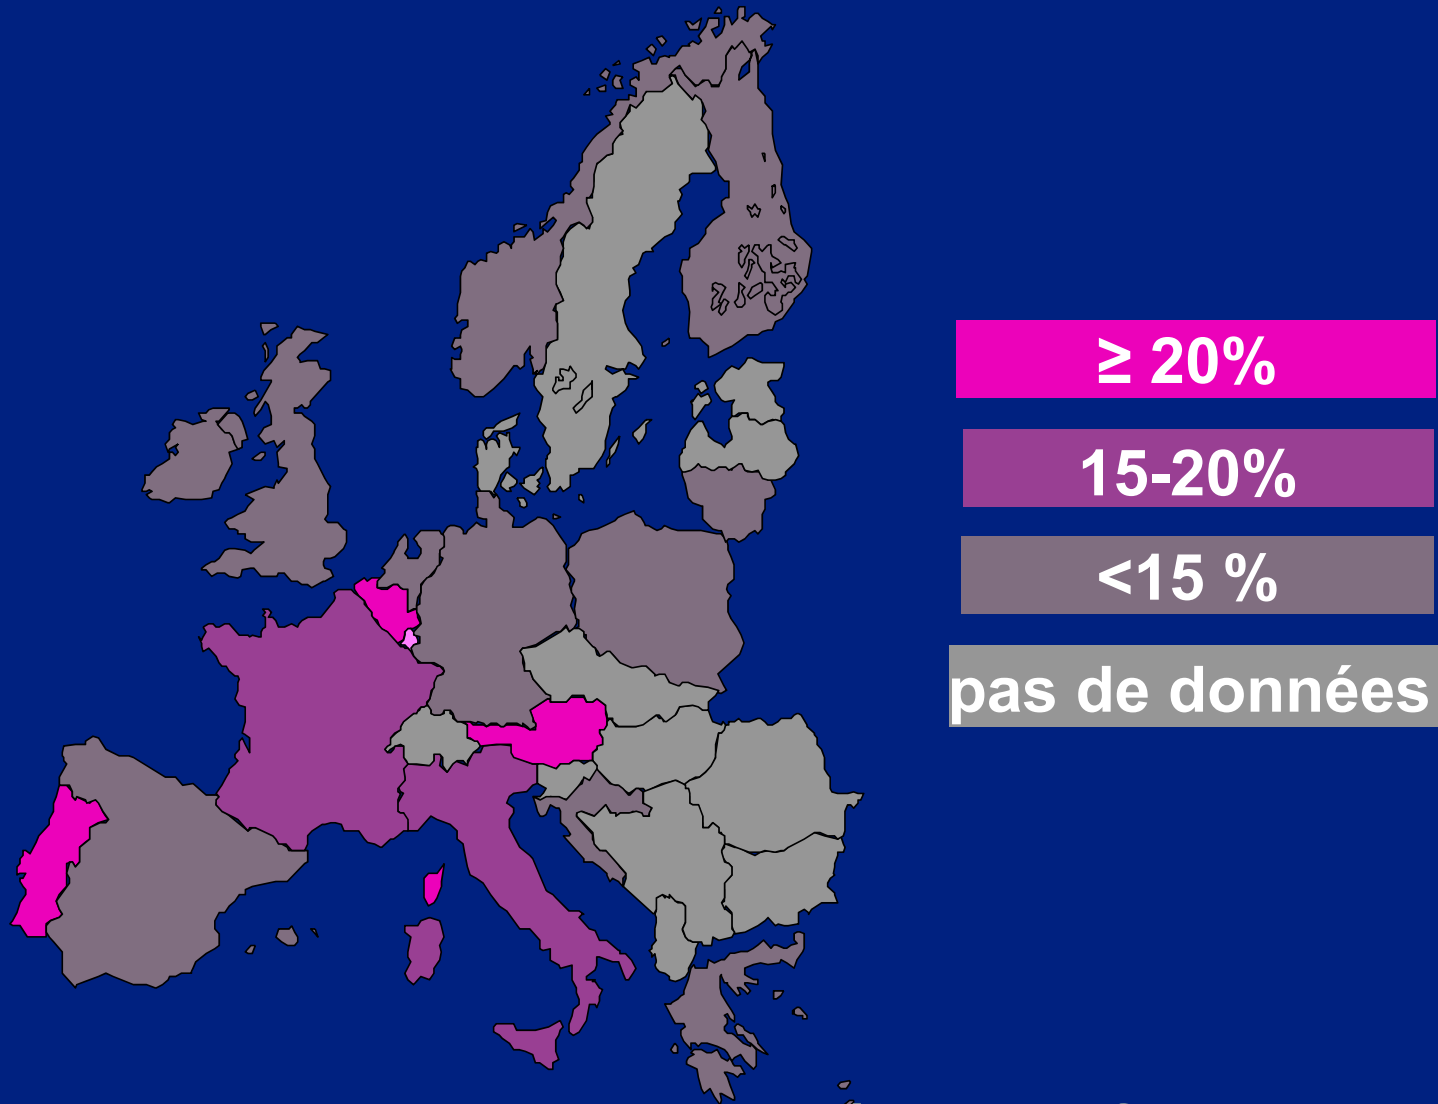 ≥ 20%
15-20%
<15 %
pas de données